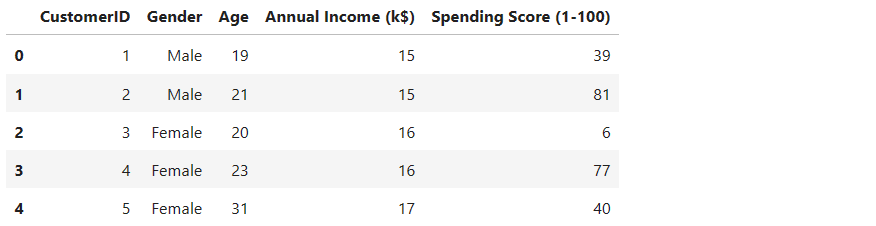 CustomerID Gender Age Annual Income (k$) Spending Score (1-100)
0 1 Male 19 15 39
1 2 Male 21 15 81
2 3 Female 20 16 6
3 4 Female 23 16 77
4 5 Female 31 17 40